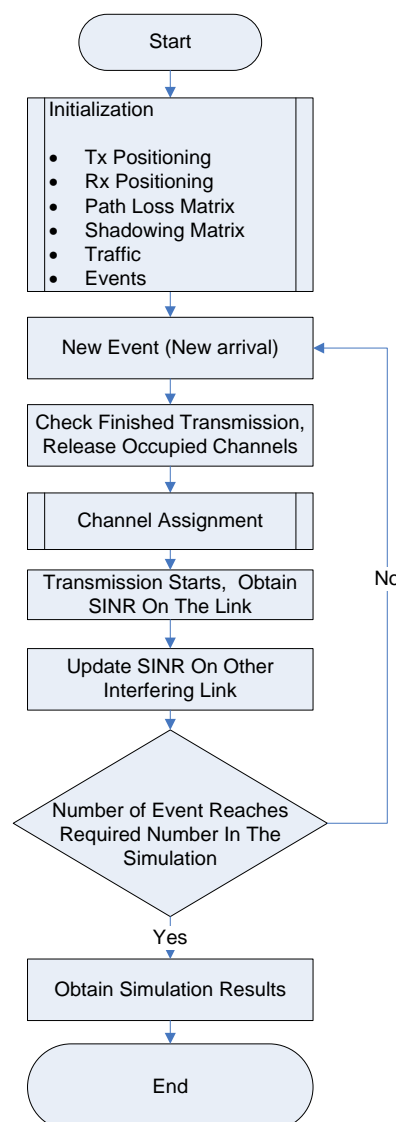 Start
Initialization
• Tx Positioning
• Rx Positioning
• Path Loss Matrix
• Shadowing Matrix
• Traffic
• Events
New Event (New arrival)
Check Finished Transmission,
Release Occupied Channels
Channel Assignment
Transmission Starts, Obtain
SINR On The Link
No
Update SINR On Other
Interfering Link
Number of Event Reaches
Required Number In The
Simulation
Yes
Obtain Simulation Results
End